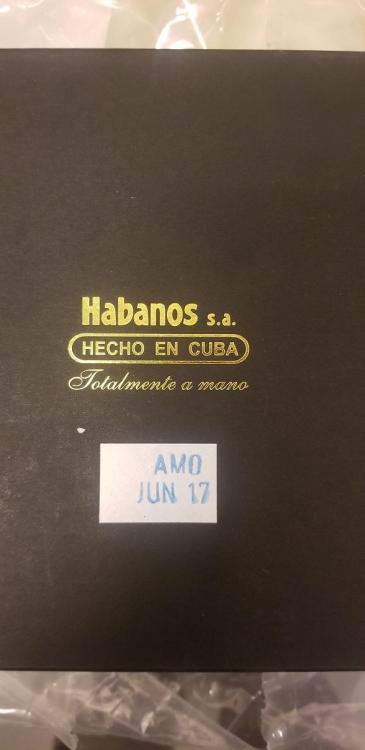 Habanos s.a.
HECHO EN CUBA
Totalmente a mano
AMO
JUN 17